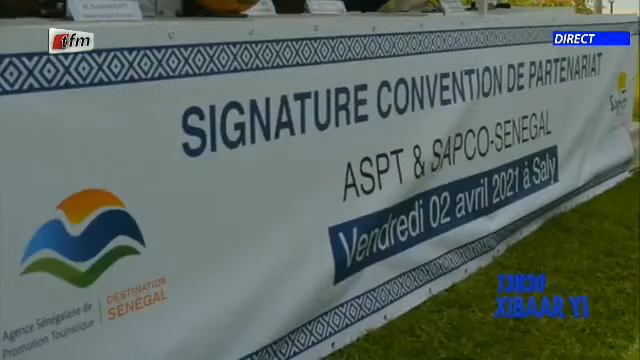 tfm
DIRECT
SIGNATURE CONVENTION DE PARTENARIAT
ASPT & SAPCO-SENEGAL
Vendredi 02 avril 2021 à Saly
Agence Sénégalaise de
Promotion Touristique
DESTINATION
SÉNÉGAL
13H30
XIBAAR YI